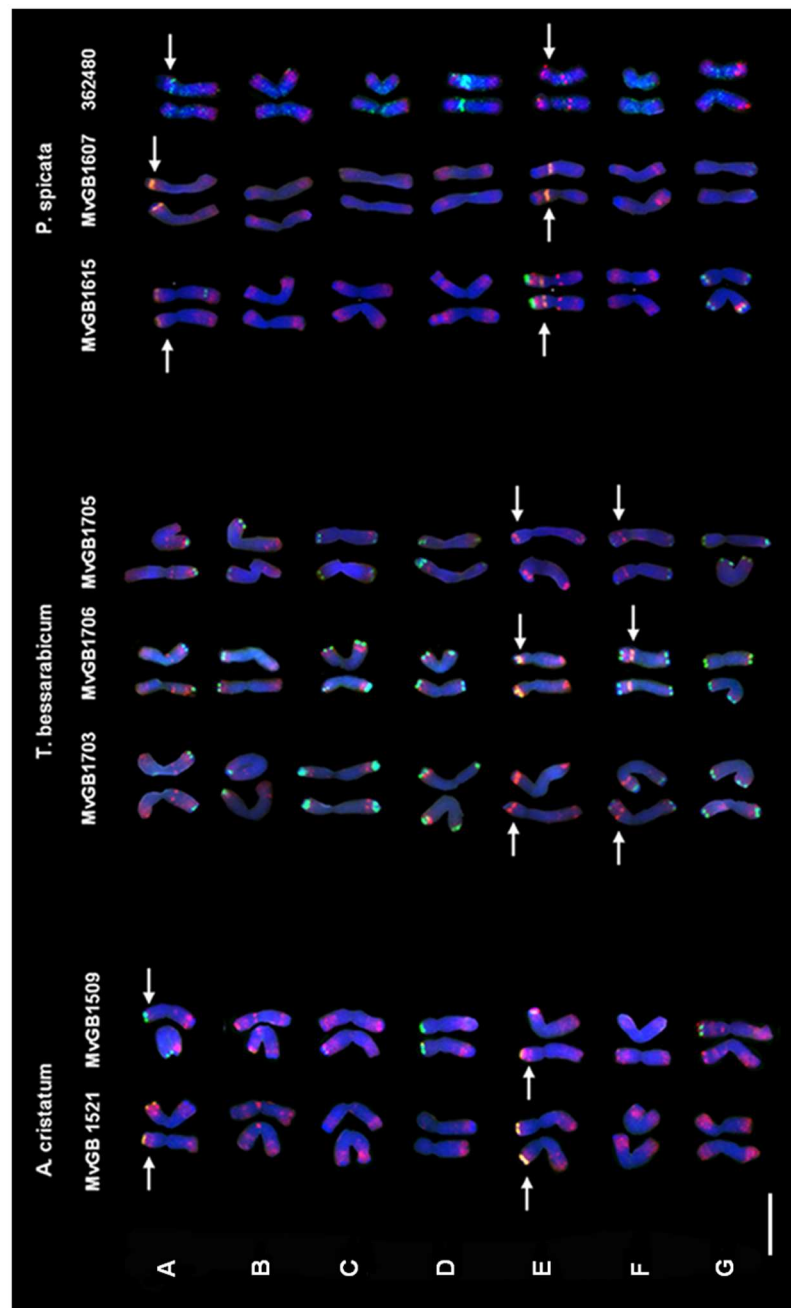 A. cristatum T. bessarabicum P. spicata
MvGB 1521 MvGB1509 MvGB1703 MvGB1706 MvGB1705 MvGB1615 MvGB1607 362480
A
B
C
D
E
F
G